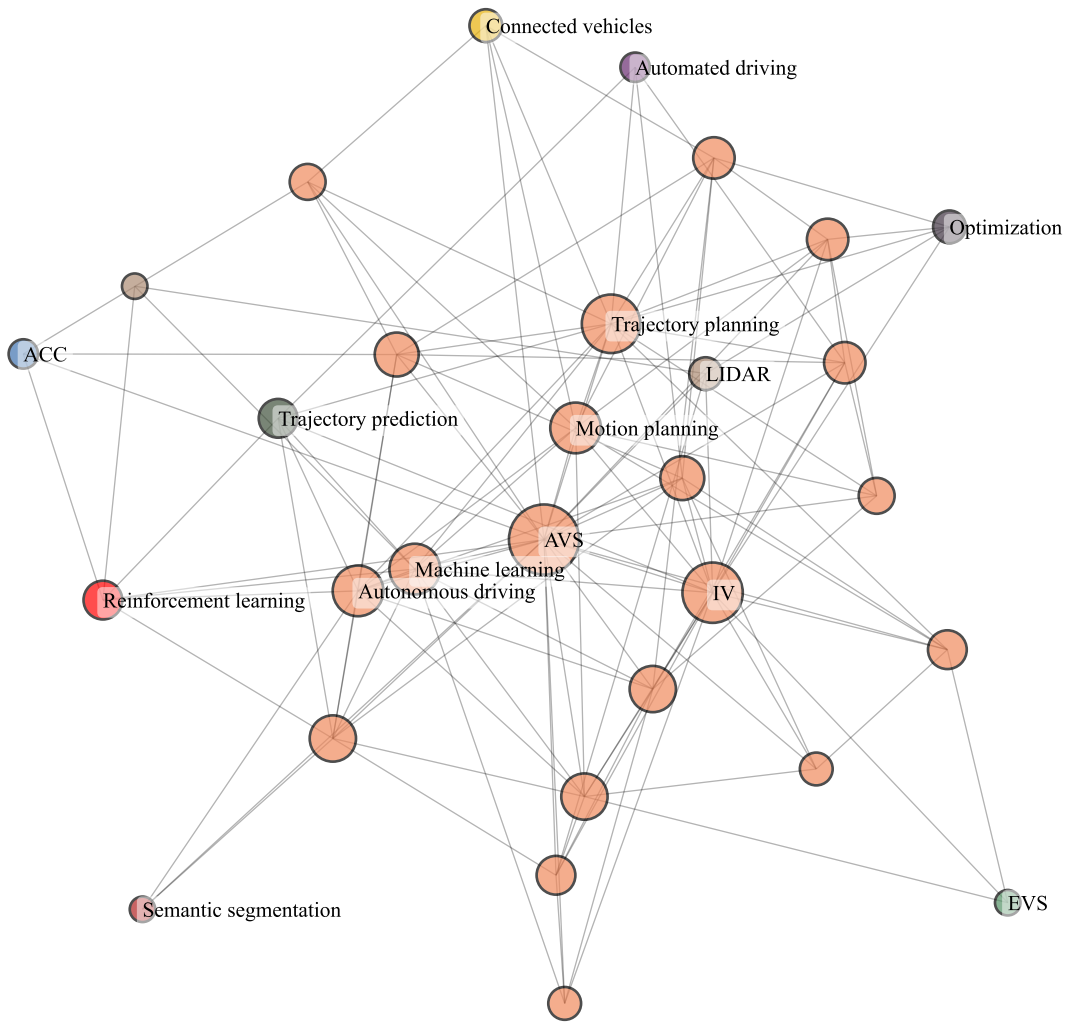 Connected vehicles
Automated driving
Optimization
Trajectory planning
ACC
LIDAR
Trajectory prediction
Motion planning
AVS
Machine learning
Autonomous driving
IV
Reinforcement learning
EVS
Semantic segmentation